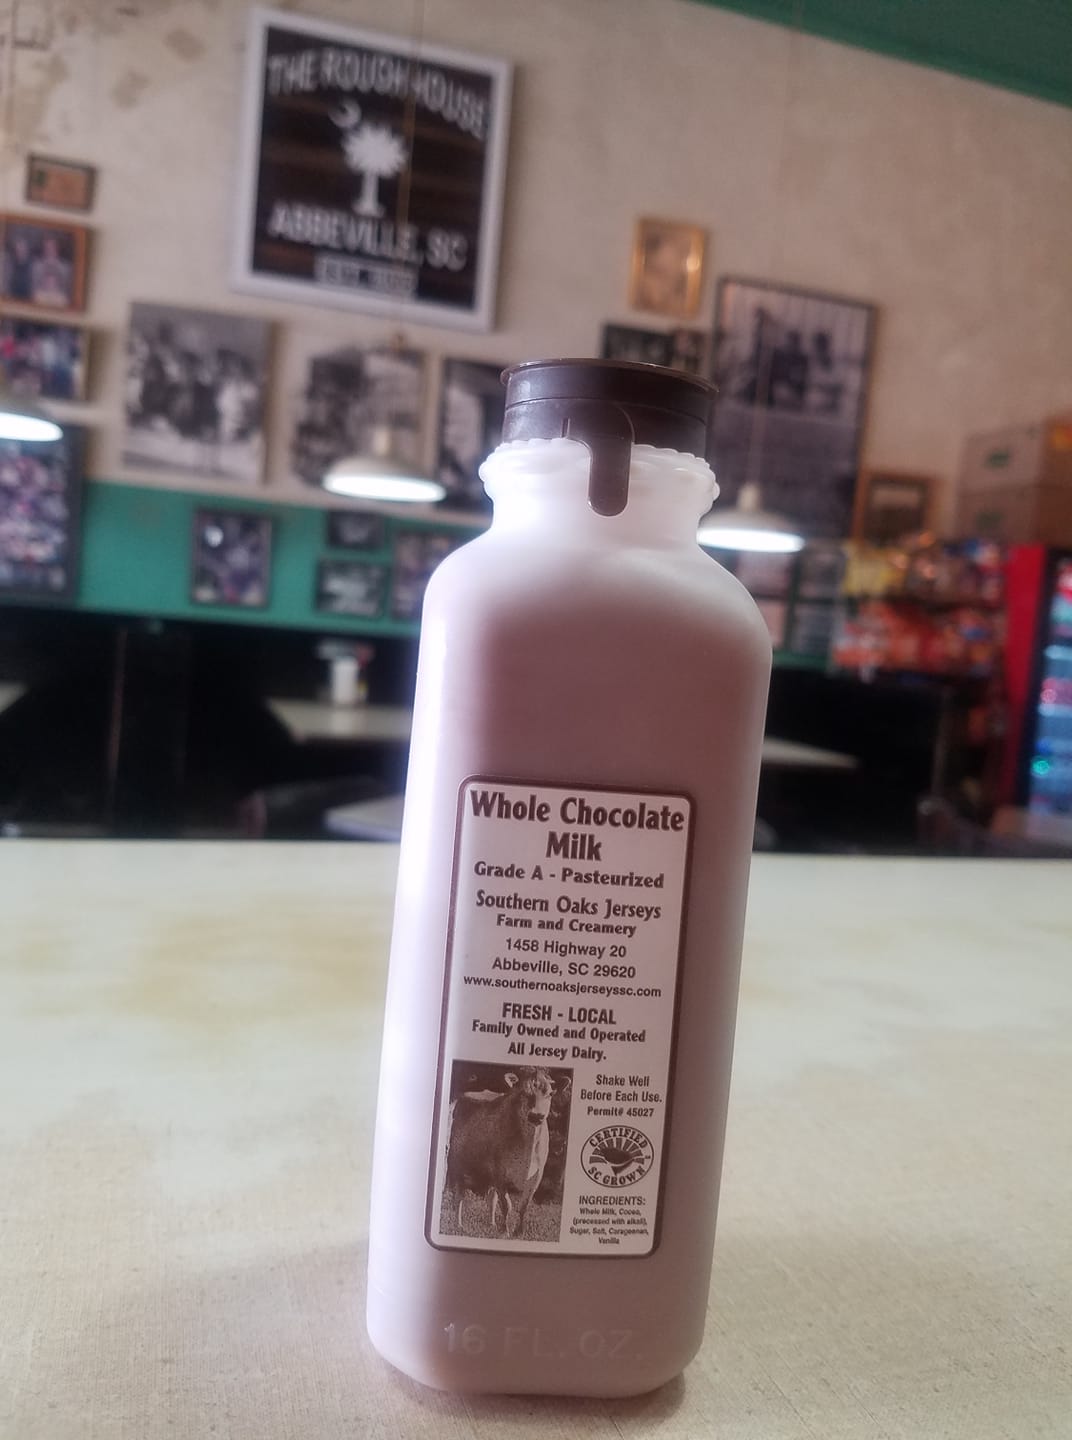 THE ROUGH HOUSE
ABBEVILLE, SC
Whole Chocolate
Milk
Grade A - Pasteurized
Southern Oaks Jerseys
Farm and Creamery
1458 Highway 20
Abbeville, SC 29620
www.southernoaksjerseyssc.com
FRESH - LOCAL
Family Owned and Operated
All Jersey Dairy.
Shake Well
Before Each Use.
Permit# 45027
CERTIFIED
SC GROWN
INGREDIENTS:
Whole Milk, Cocoa,
(processed with alkali),
Sugar, Salt, Carageenan,
Vanilla
16 FL. OZ.